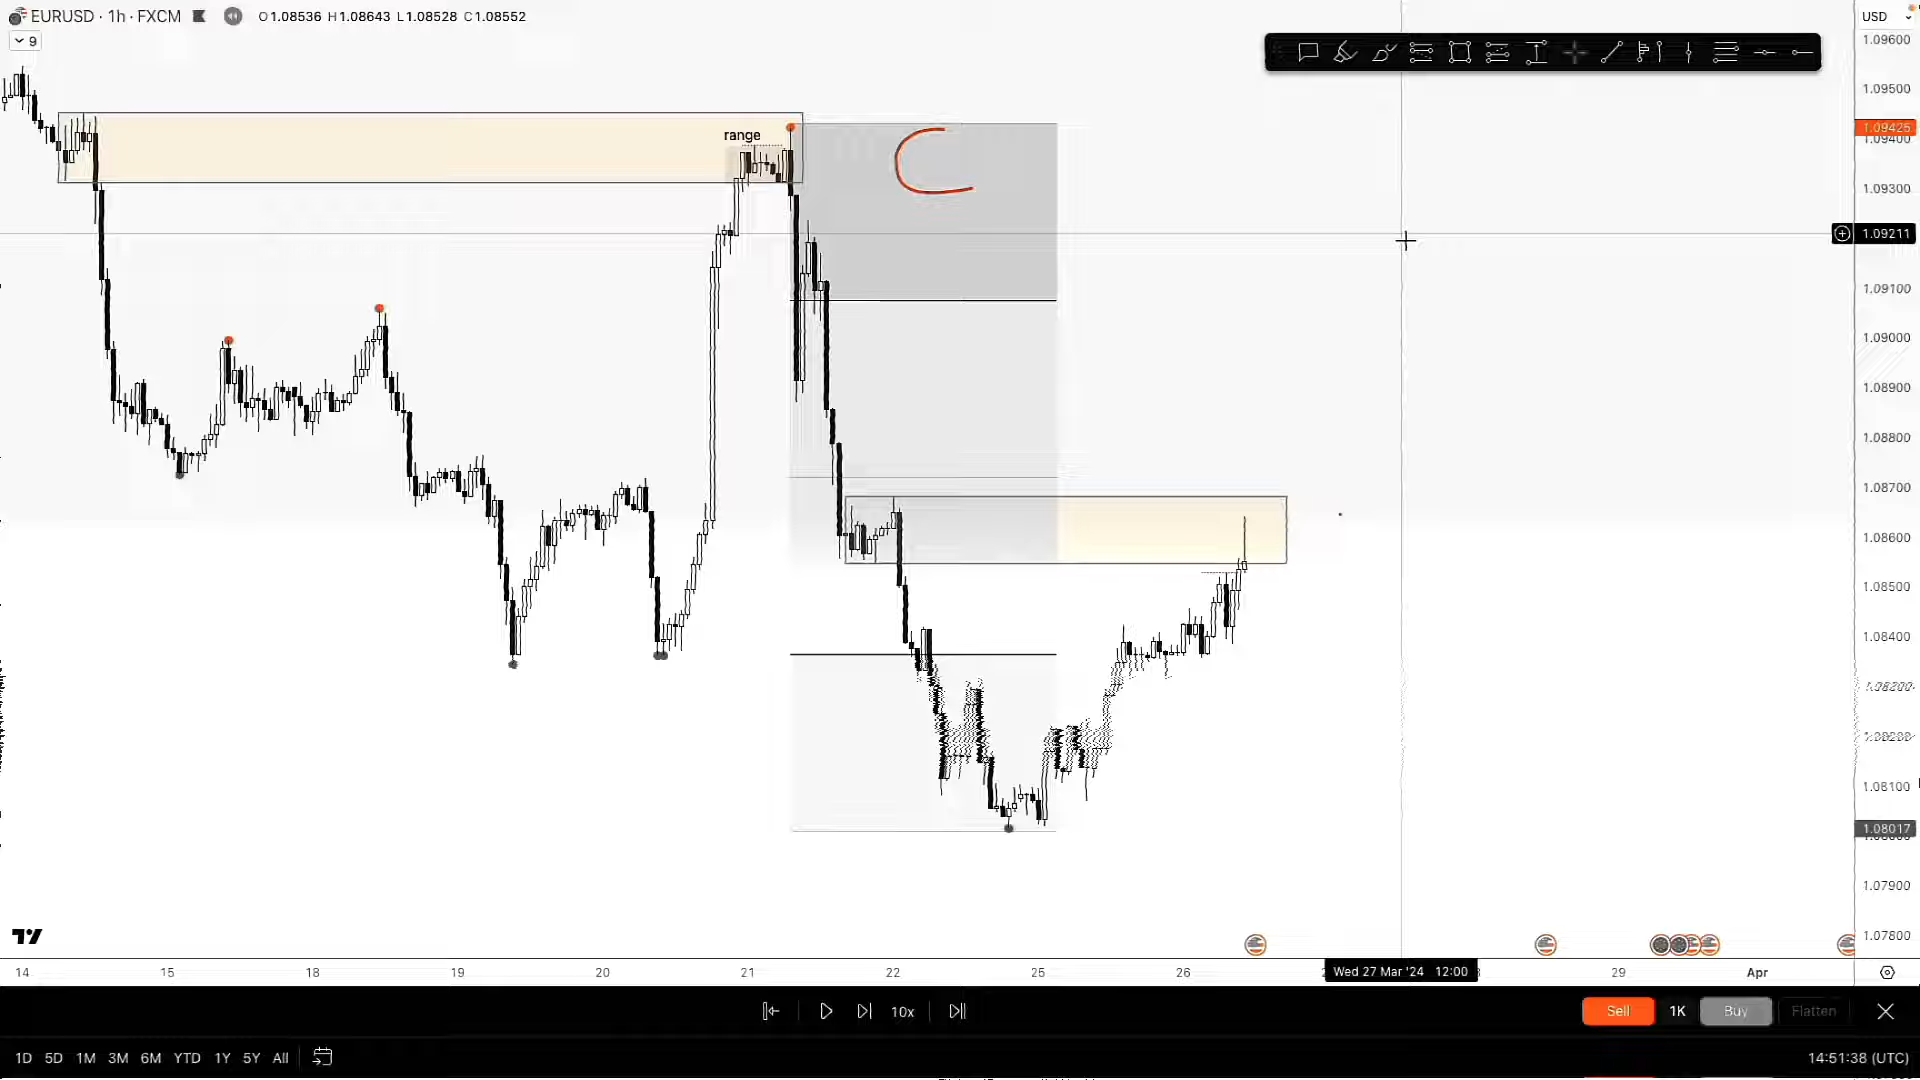 EURUSD · 1h · FXCM O1.08536 H1.08643 L1.08528 C1.08552
9
USD
1.09600
1.09500
1.09425
1.09400
1.09300
1.09211
1.09100
1.09000
1.08900
1.08800
1.08700
1.08600
1.08500
1.08400
1.08100
1.08017
1.07900
1.07800
range
14 15 18 19 20 21 22 25 26 Wed 27 Mar '24 12:00 29 Apr
10x
Sell 1K Buy Flatten
1D 5D 1M 3M 6M YTD 1Y 5Y All
14:51:38 (UTC)